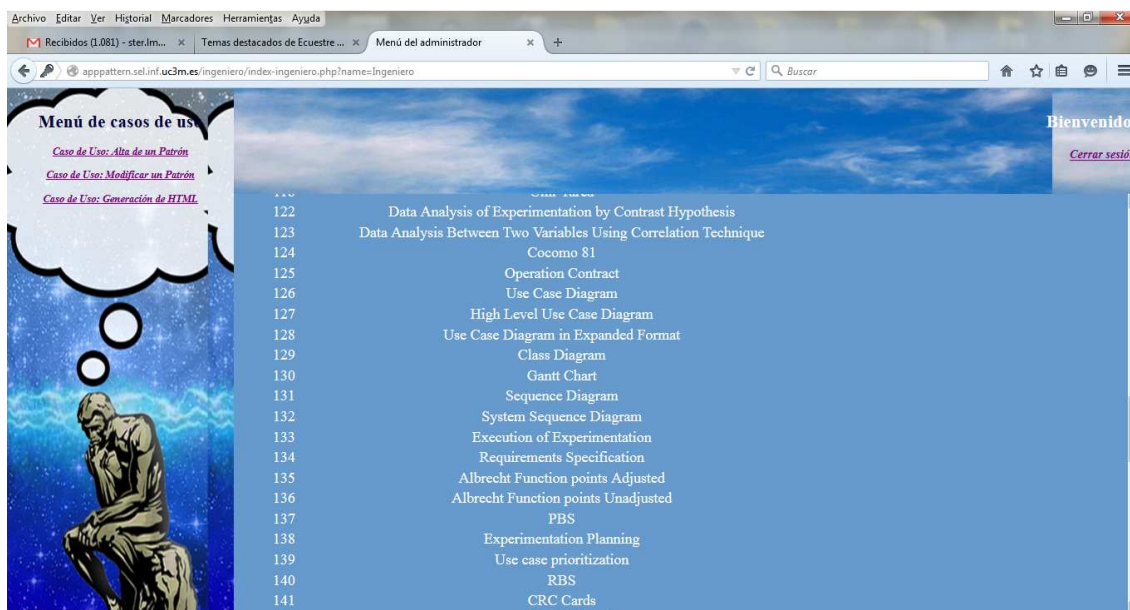 Archivo Editar Ver Historial Marcadores Herramientas Ayuda
Recibidos (1.081) - ster.lm... × Temas destacados de Ecuestre ... × Menú del administrador × +
apppattern.sel.inf.uc3m.es/ingeniero/index-ingeniero.php?name=Ingeniero Buscar
Menú de casos de uso
Caso de Uso: Alta de un Patrón
Caso de Uso: Modificar un Patrón
Caso de Uso: Generación de HTML
Bienvenido
Cerrar sesió
122 Data Analysis of Experimentation by Contrast Hypothesis
123 Data Analysis Between Two Variables Using Correlation Technique
124 Cocomo 81
125 Operation Contract
126 Use Case Diagram
127 High Level Use Case Diagram
128 Use Case Diagram in Expanded Format
129 Class Diagram
130 Gantt Chart
131 Sequence Diagram
132 System Sequence Diagram
133 Execution of Experimentation
134 Requirements Specification
135 Albrecht Function points Adjusted
136 Albrecht Function points Unadjusted
137 PBS
138 Experimentation Planning
139 Use case prioritization
140 RBS
141 CRC Cards